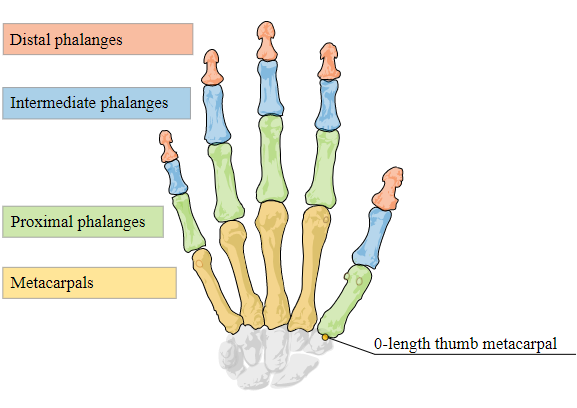 Distal phalanges
Intermediate phalanges
Proximal phalanges
Metacarpals
0-length thumb metacarpal